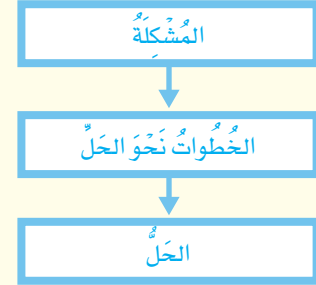 المُشْكِلَةُ
الخُطُواتُ نَحْوَ الحَلِّ
الحَلُّ